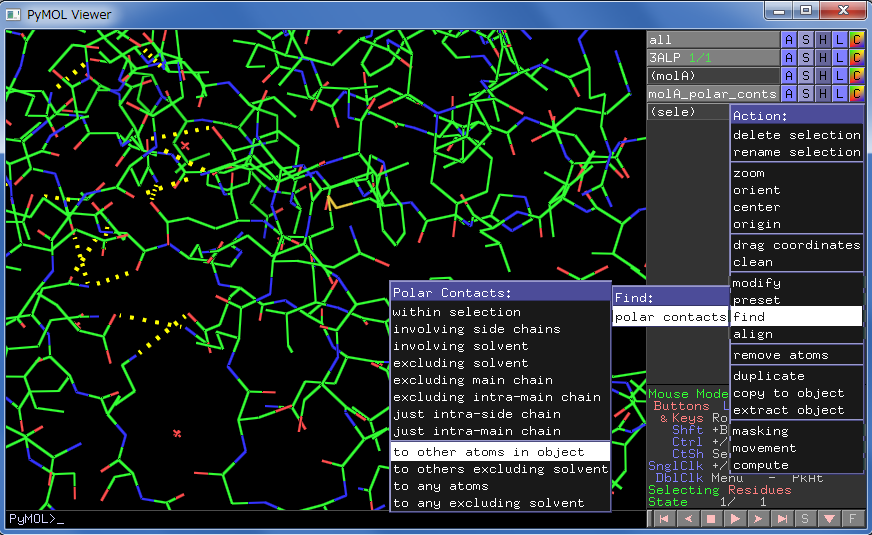 PyMOL Viewer
all A S H L C
3ALP 1/1 A S H L C
(molA) A S H L C
molA_polar_conts A S H L C
(sele)
Action:
delete selection
rename selection
zoom
orient
center
origin
drag coordinates
clean
modify
preset
find
align
remove atoms
duplicate
copy to object
extract object
masking
movement
compute
Find:
polar contacts
Polar Contacts:
within selection
involving side chains
involving solvent
excluding solvent
excluding main chain
excluding intra-main chain
just intra-side chain
just intra-main chain
to other atoms in object
to others excluding solvent
to any atoms
to any excluding solvent
Mouse Mode
Buttons L
& Keys Ro
Shft +B
Ctrl +/
CtSh Se
SnglClk +/
DblClk Menu - PkAt
Selecting Residues
State 1/ 1
PyMOL>_
S F